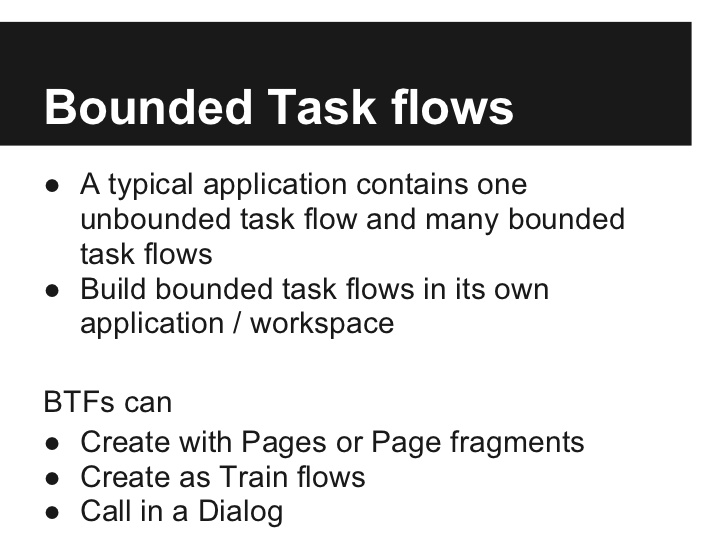 Bounded Task flows
● A typical application contains one
unbounded task flow and many bounded
task flows
● Build bounded task flows in its own
application / workspace
BTFs can
● Create with Pages or Page fragments
● Create as Train flows
● Call in a Dialog